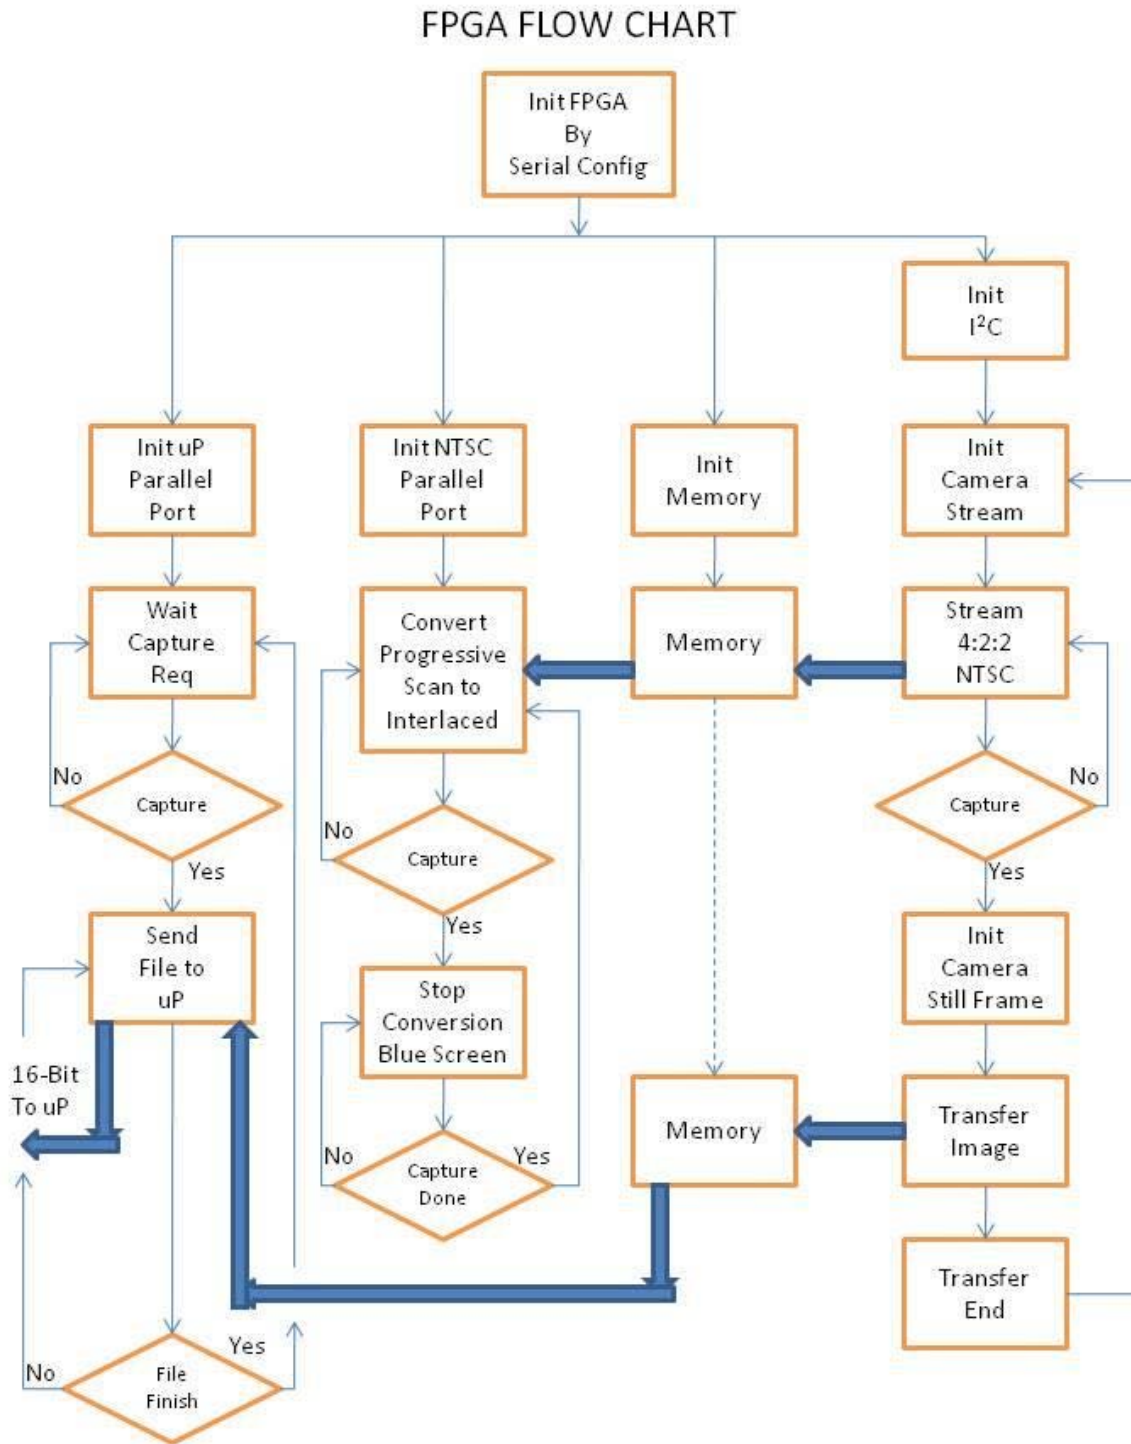 FPGA FLOW CHART
Init FPGA
By
Serial Config
Init
I²C
Init uP
Parallel
Port
Init NTSC
Parallel
Port
Init
Memory
Init
Camera
Stream
Wait
Capture
Req
Convert
Progressive
Scan to
Interlaced
Memory
Stream
4:2:2
NTSC
No
Capture
Yes
No
Capture
Yes
No
Capture
Yes
Send
File to
uP
Stop
Conversion
Blue Screen
Init
Camera
Still Frame
16-Bit
To uP
No
Capture
Done
Yes
Memory
Transfer
Image
Transfer
End
No
File
Finish
Yes